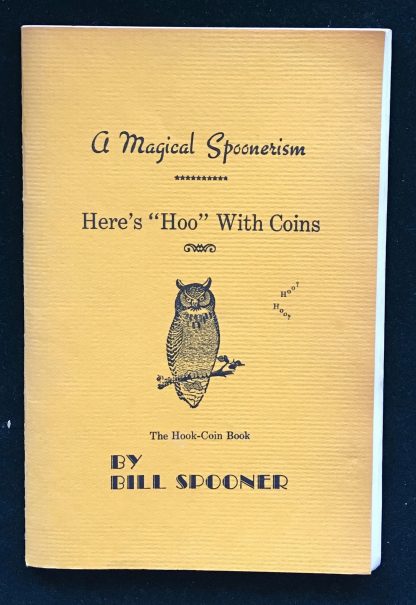 A Magical Spoonerism
**********
Here's "Hoo" With Coins
Hoo?
Hoo?
The Hook-Coin Book
BY
BILL SPOONER